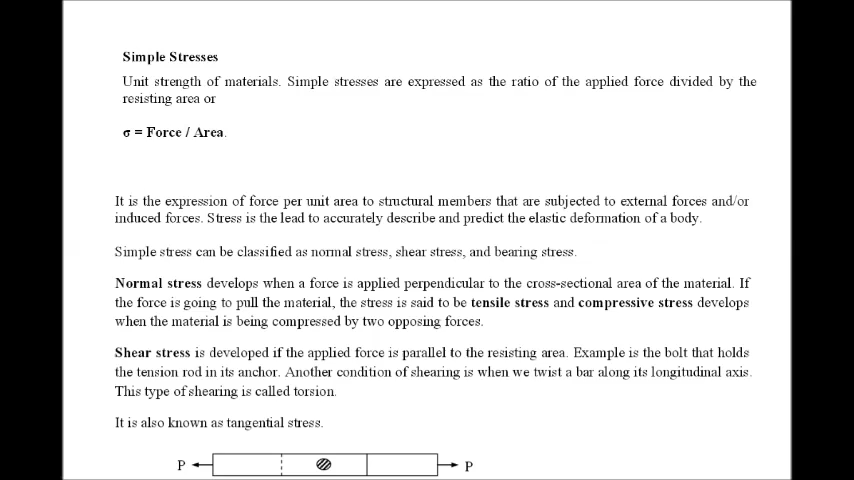 Simple Stresses
Unit strength of materials. Simple stresses are expressed as the ratio of the applied force divided by the
resisting area or
σ = Force / Area.
It is the expression of force per unit area to structural members that are subjected to external forces and/or
induced forces. Stress is the lead to accurately describe and predict the elastic deformation of a body.
Simple stress can be classified as normal stress, shear stress, and bearing stress.
Normal stress develops when a force is applied perpendicular to the cross-sectional area of the material. If
the force is going to pull the material, the stress is said to be tensile stress and compressive stress develops
when the material is being compressed by two opposing forces.
Shear stress is developed if the applied force is parallel to the resisting area. Example is the bolt that holds
the tension rod in its anchor. Another condition of shearing is when we twist a bar along its longitudinal axis.
This type of shearing is called torsion.
It is also known as tangential stress.
P P